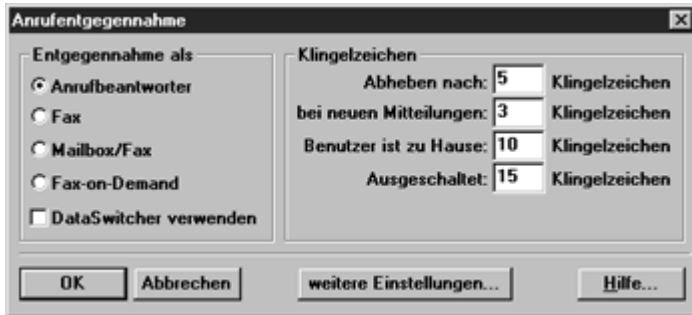 Anrufentgegennahme
Entgegennahme als
Anrufbeantworter
Fax
Mailbox/Fax
Fax-on-Demand
DataSwitcher verwenden
Klingelzeichen
Abheben nach: 5 Klingelzeichen
bei neuen Mitteilungen: 3 Klingelzeichen
Benutzer ist zu Hause: 10 Klingelzeichen
Ausgeschaltet: 15 Klingelzeichen
OK Abbrechen weitere Einstellungen... Hilfe...